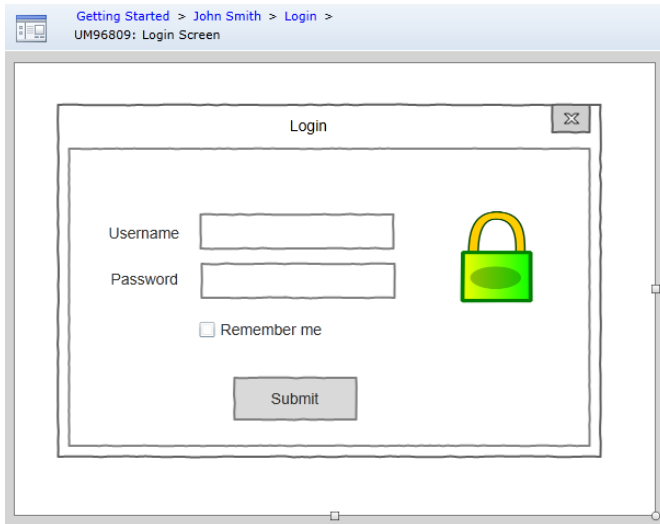 Getting Started > John Smith > Login >
UM96809: Login Screen
Login
Username
Password
Remember me
Submit